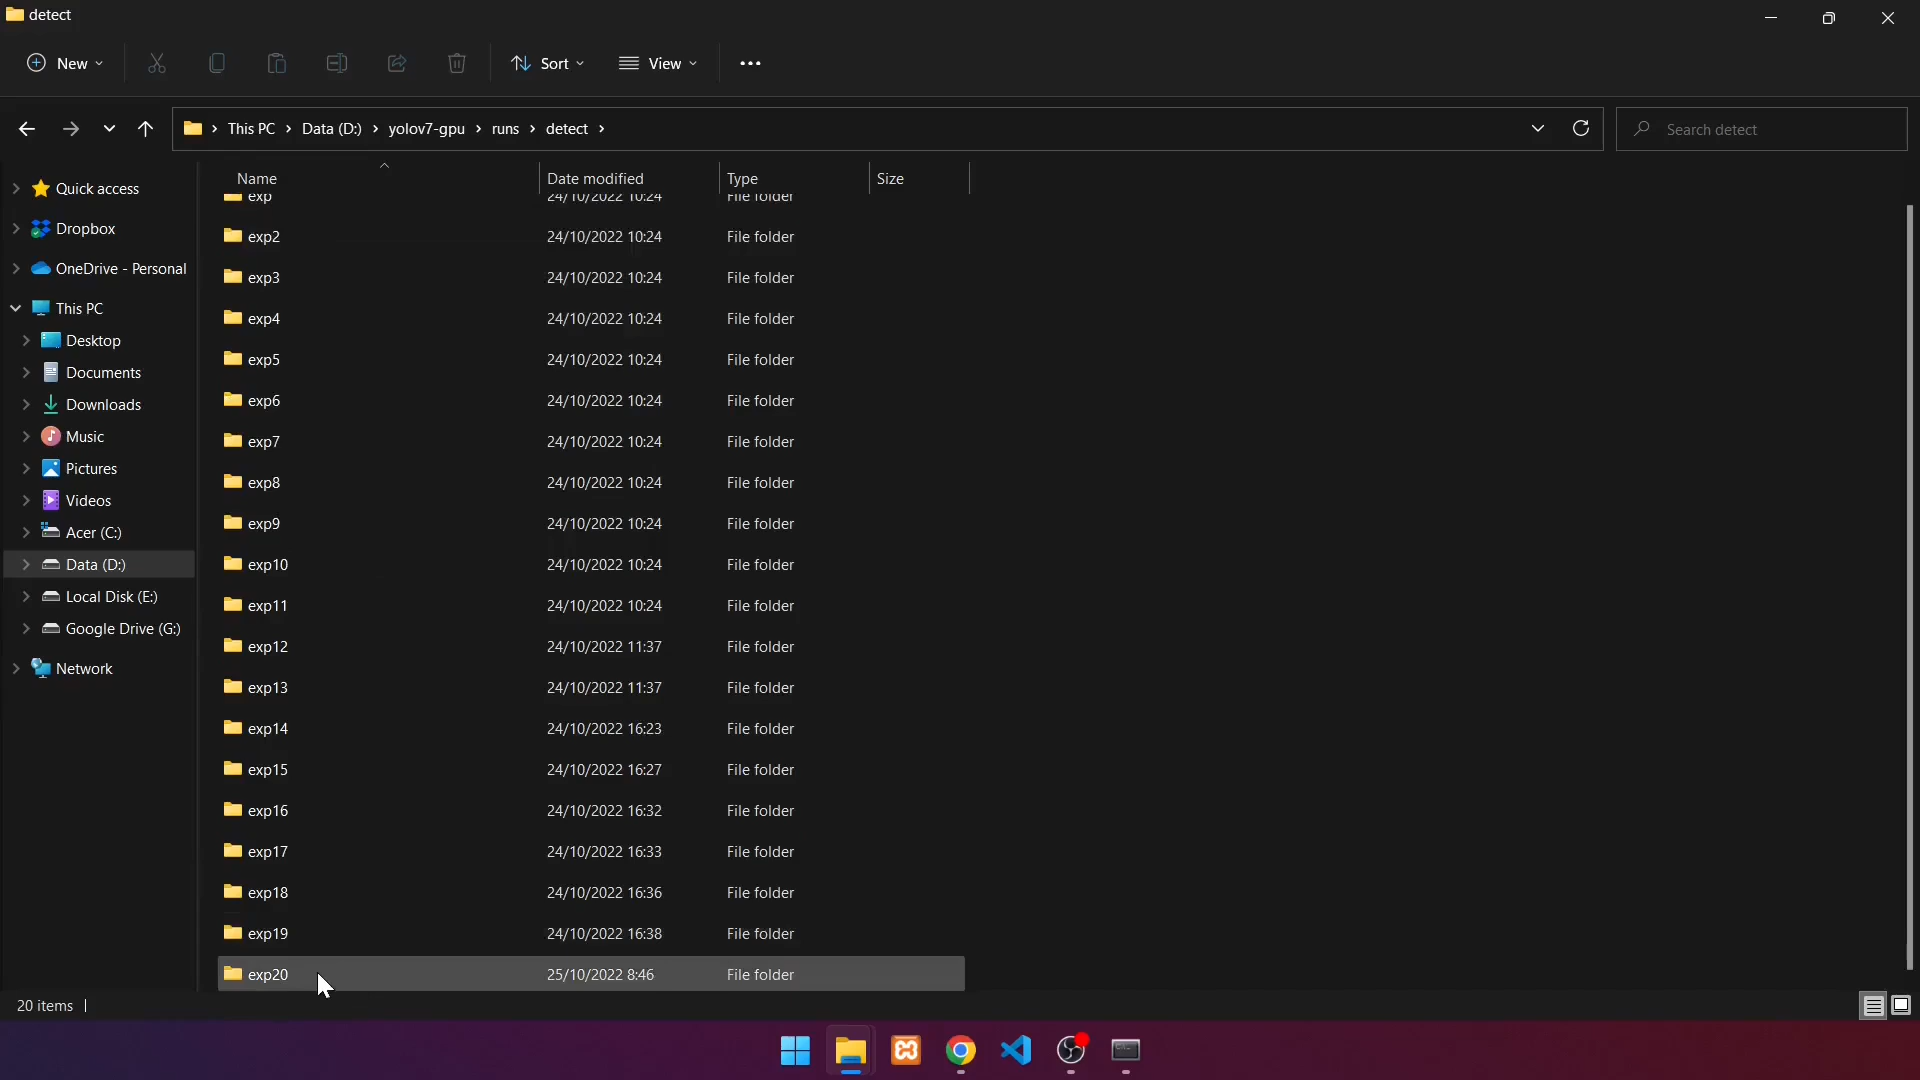 detect
New
Sort
View
This PC
Data (D:)
yolov7-gpu
runs
detect
Search detect
Quick access
Dropbox
OneDrive - Personal
This PC
Desktop
Documents
Downloads
Music
Pictures
Videos
Acer (C:)
Data (D:)
Local Disk (E:)
Google Drive (G:)
Network
Name Date modified Type Size
exp 24/10/2022 10:24 File folder
exp2 24/10/2022 10:24 File folder
exp3 24/10/2022 10:24 File folder
exp4 24/10/2022 10:24 File folder
exp5 24/10/2022 10:24 File folder
exp6 24/10/2022 10:24 File folder
exp7 24/10/2022 10:24 File folder
exp8 24/10/2022 10:24 File folder
exp9 24/10/2022 10:24 File folder
exp10 24/10/2022 10:24 File folder
exp11 24/10/2022 10:24 File folder
exp12 24/10/2022 11:37 File folder
exp13 24/10/2022 11:37 File folder
exp14 24/10/2022 16:23 File folder
exp15 24/10/2022 16:27 File folder
exp16 24/10/2022 16:32 File folder
exp17 24/10/2022 16:33 File folder
exp18 24/10/2022 16:36 File folder
exp19 24/10/2022 16:38 File folder
exp20 25/10/2022 8:46 File folder
20 items